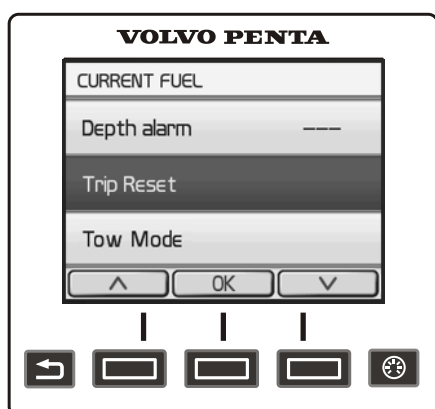 VOLVO PENTA
CURRENT FUEL
Depth alarm ---
Trip Reset
Tow Mode
OK